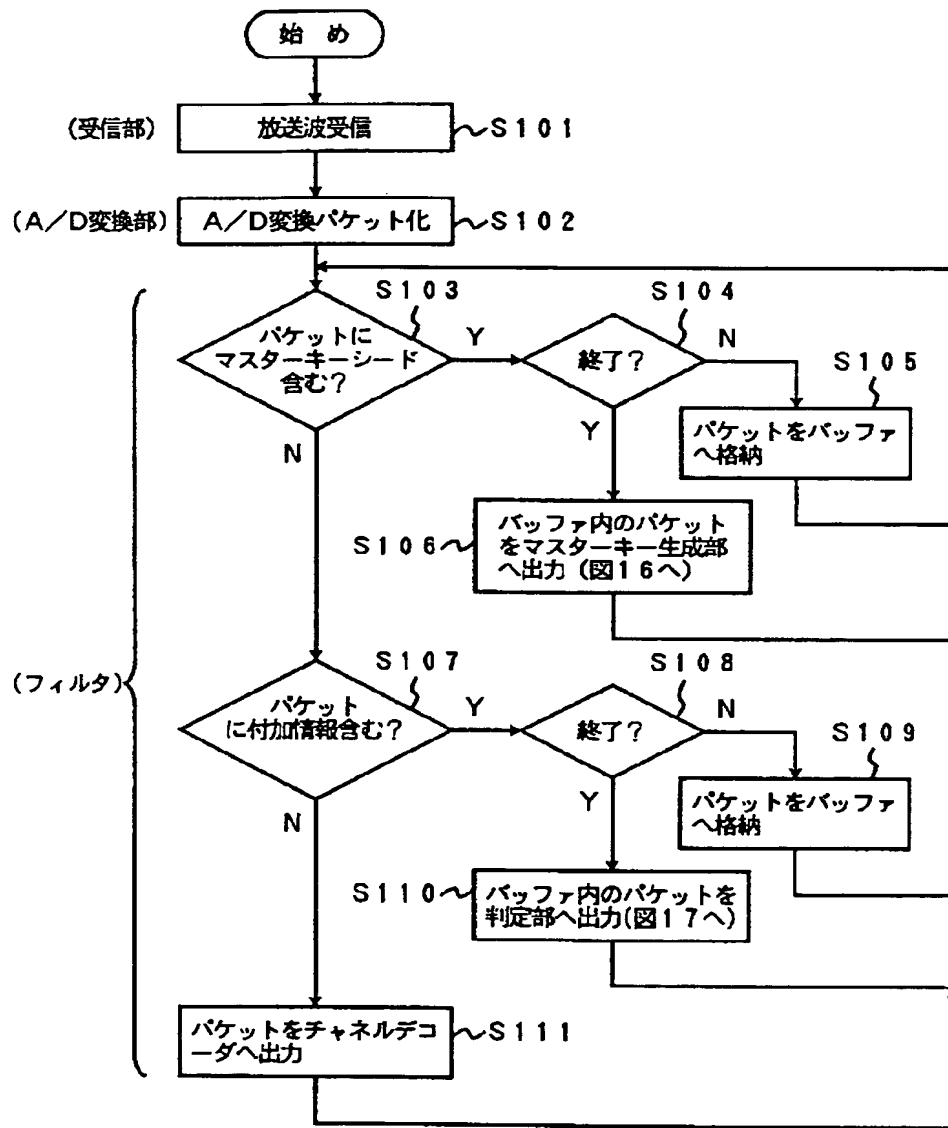 始 め
(受信部)
放送波受信
S101
(A/D変換部)
A/D変換パケット化
S102
S103
パケットに
マスターキーシード
含む?
Y
N
S104
終了?
N
Y
S105
パケットをバッファ
へ格納
S106
バッファ内のパケット
をマスターキー生成部
へ出力(図16へ)
(フィルタ)
S107
パケット
に付加情報含む?
Y
N
S108
終了?
N
Y
S109
パケットをバッファ
へ格納
S110
バッファ内のパケットを
判定部へ出力(図17へ)
パケットをチャネルデコ
ーダへ出力
S111